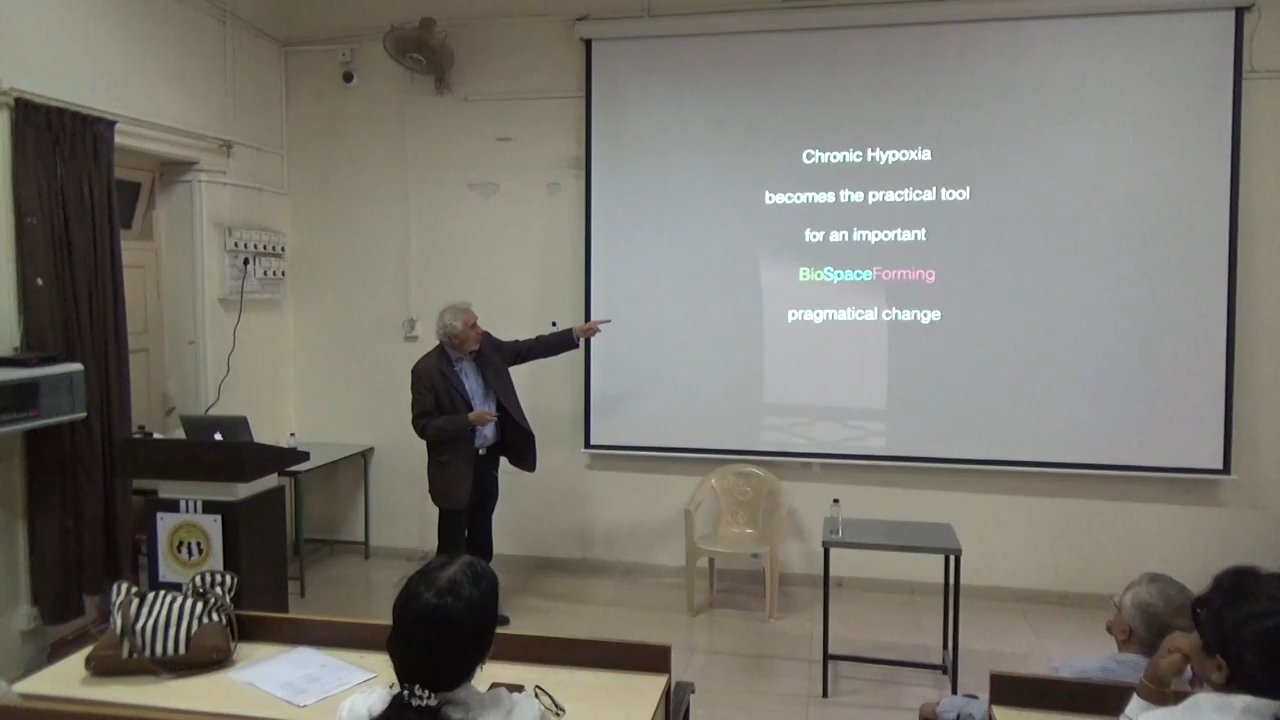 Chronic Hypoxia
becomes the practical tool
for an important
BioSpaceForming
pragmatical change